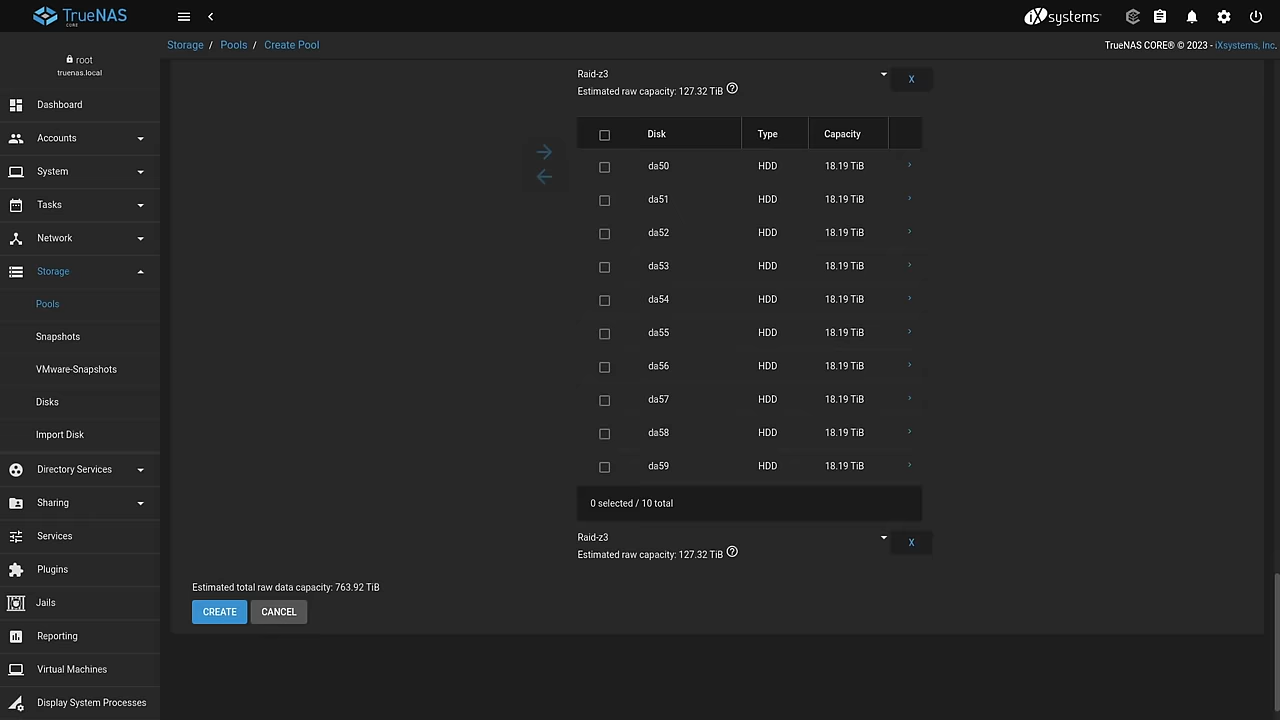 TrueNAS
CORE
iXsystems
Storage / Pools / Create Pool
TrueNAS CORE® © 2023 - iXsystems, Inc.
root
truenas.local
Dashboard
Accounts
System
Tasks
Network
Storage
Pools
Snapshots
VMware-Snapshots
Disks
Import Disk
Directory Services
Sharing
Services
Plugins
Jails
Reporting
Virtual Machines
Display System Processes
Raid-z3
X
Estimated raw capacity: 127.32 TiB
Disk Type Capacity
da50 HDD 18.19 TiB
da51 HDD 18.19 TiB
da52 HDD 18.19 TiB
da53 HDD 18.19 TiB
da54 HDD 18.19 TiB
da55 HDD 18.19 TiB
da56 HDD 18.19 TiB
da57 HDD 18.19 TiB
da58 HDD 18.19 TiB
da59 HDD 18.19 TiB
0 selected / 10 total
Raid-z3
X
Estimated raw capacity: 127.32 TiB
Estimated total raw data capacity: 763.92 TiB
CREATE CANCEL